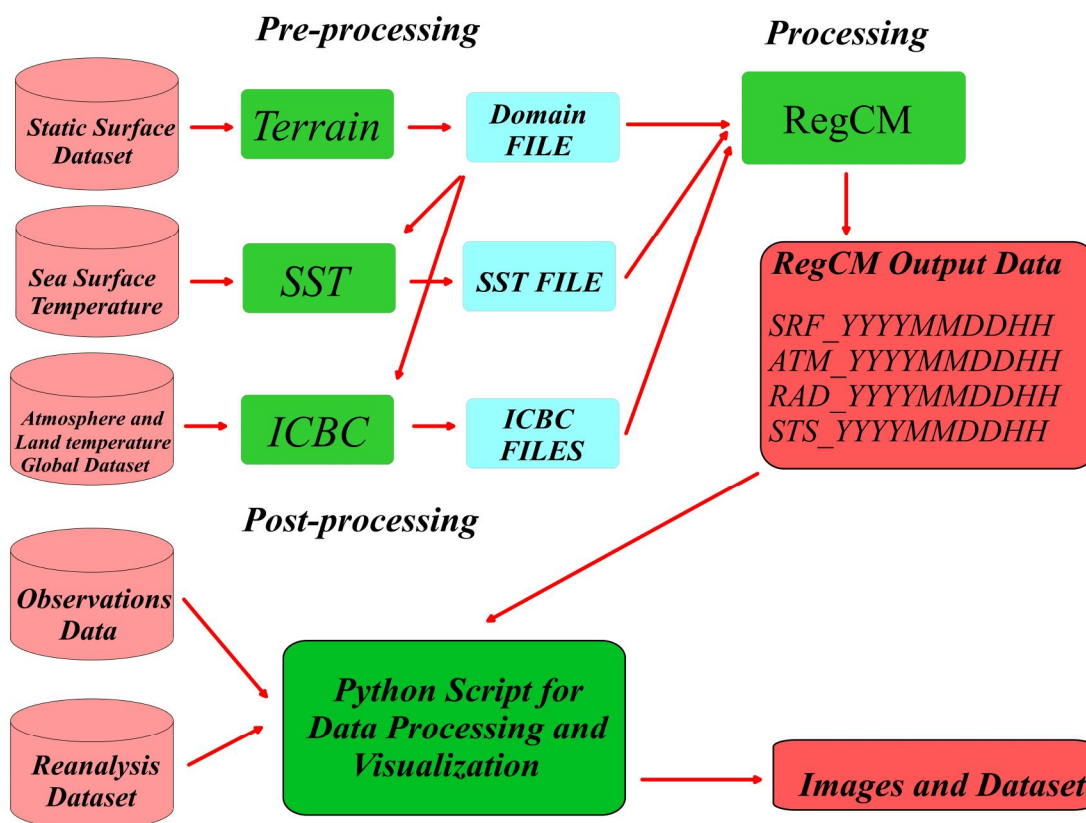 Pre-processing
Processing
Static Surface
Dataset
Terrain
Domain
FILE
RegCM
Sea Surface
Temperature
SST
SST FILE
RegCM Output Data
SRF_YYYYMMDDHH
ATM_YYYYMMDDHH
RAD_YYYYMMDDHH
STS_YYYYMMDDHH
Atmosphere and
Land temperature
Global Dataset
ICBC
ICBC
FILES
Post-processing
Observations
Data
Python Script for
Data Processing and
Visualization
Reanalysis
Dataset
Images and Dataset